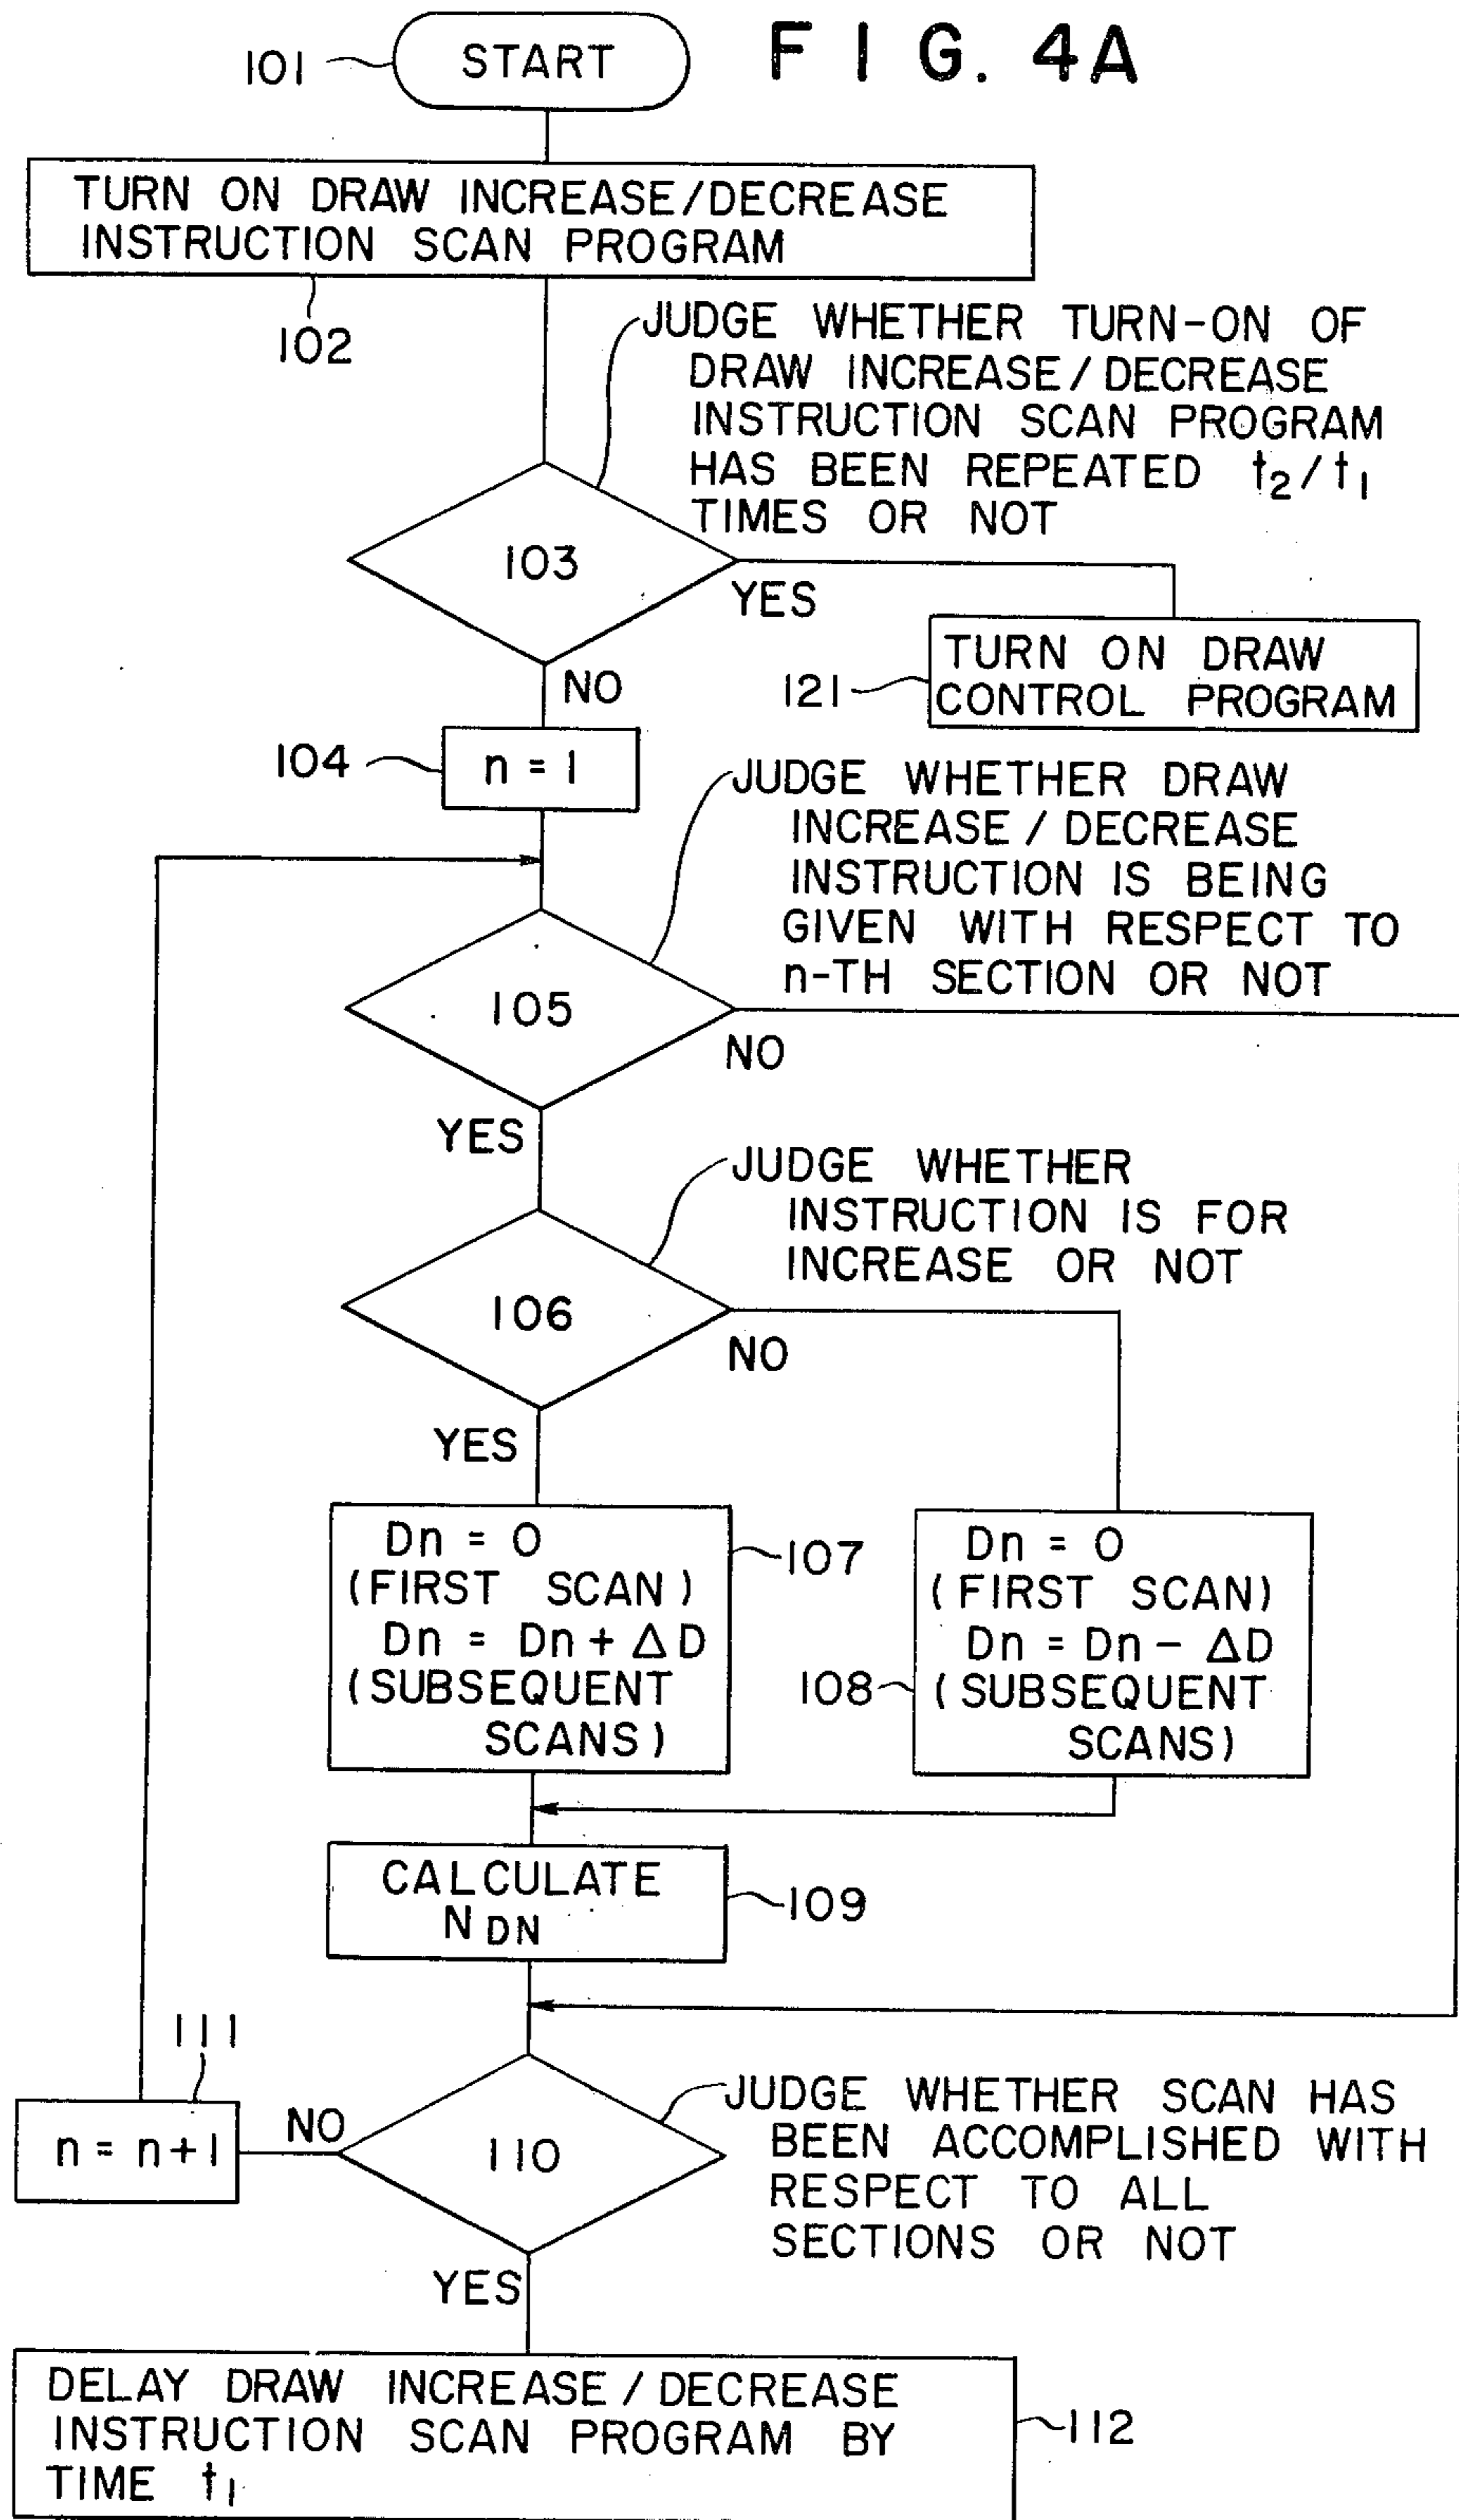 101
START
FIG. 4A
TURN ON DRAW INCREASE/DECREASE
INSTRUCTION SCAN PROGRAM
102
JUDGE WHETHER TURN-ON OF
DRAW INCREASE/DECREASE
INSTRUCTION SCAN PROGRAM
HAS BEEN REPEATED t2/t1
TIMES OR NOT
103
YES
NO
TURN ON DRAW
CONTROL PROGRAM
121
104
n = 1
JUDGE WHETHER DRAW
INCREASE/DECREASE
INSTRUCTION IS BEING
GIVEN WITH RESPECT TO
n-TH SECTION OR NOT
105
NO
YES
JUDGE WHETHER
INSTRUCTION IS FOR
INCREASE OR NOT
106
NO
YES
Dn = 0
(FIRST SCAN)
Dn = Dn + ΔD
(SUBSEQUENT
SCANS)
107
Dn = 0
(FIRST SCAN)
Dn = Dn - ΔD
(SUBSEQUENT
SCANS)
108
CALCULATE
NDN
109
111
n = n+1
NO
110
JUDGE WHETHER SCAN HAS
BEEN ACCOMPLISHED WITH
RESPECT TO ALL
SECTIONS OR NOT
YES
DELAY DRAW INCREASE/DECREASE
INSTRUCTION SCAN PROGRAM BY
TIME t1
112